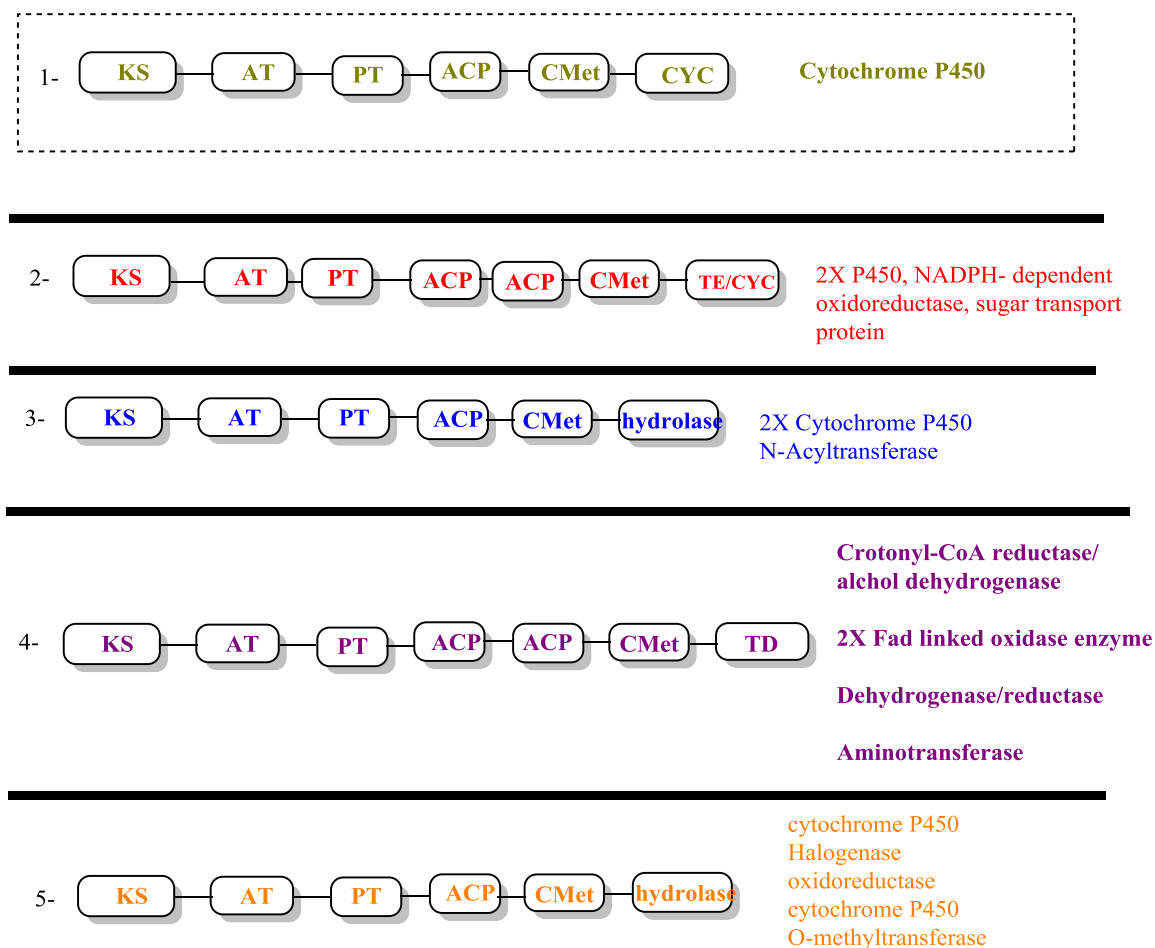 1- KS AT PT ACP CMet CYC Cytochrome P450
2- KS AT PT ACP ACP CMet TE/CYC
2X P450, NADPH- dependent
oxidoreductase, sugar transport
protein
3- KS AT PT ACP CMet hydrolase
2X Cytochrome P450
N-Acyltransferase
Crotonyl-CoA reductase/
alchol dehydrogenase
4- KS AT PT ACP ACP CMet TD
2X Fad linked oxidase enzyme
Dehydrogenase/reductase
Aminotransferase
5- KS AT PT ACP CMet hydrolase
cytochrome P450
Halogenase
oxidoreductase
cytochrome P450
O-methyltransferase